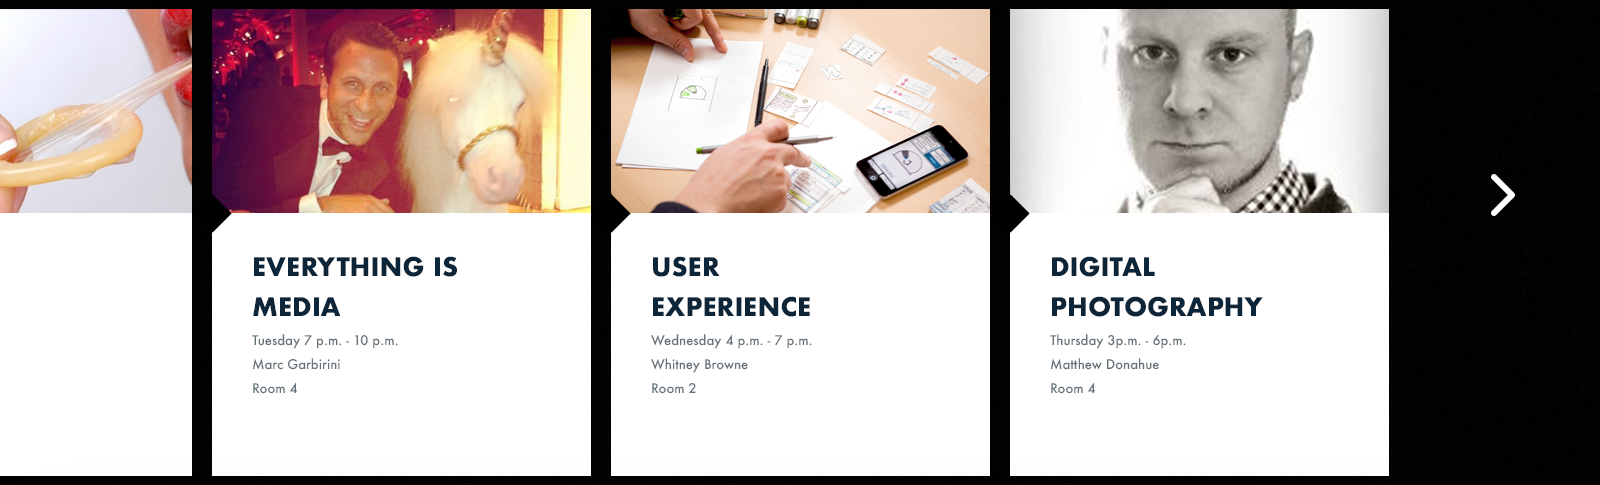 EVERYTHING IS
MEDIA
Tuesday 7 p.m. - 10 p.m.
Marc Garbirini
Room 4
USER
EXPERIENCE
Wednesday 4 p.m. - 7 p.m.
Whitney Browne
Room 2
DIGITAL
PHOTOGRAPHY
Thursday 3p.m. - 6p.m.
Matthew Donahue
Room 4